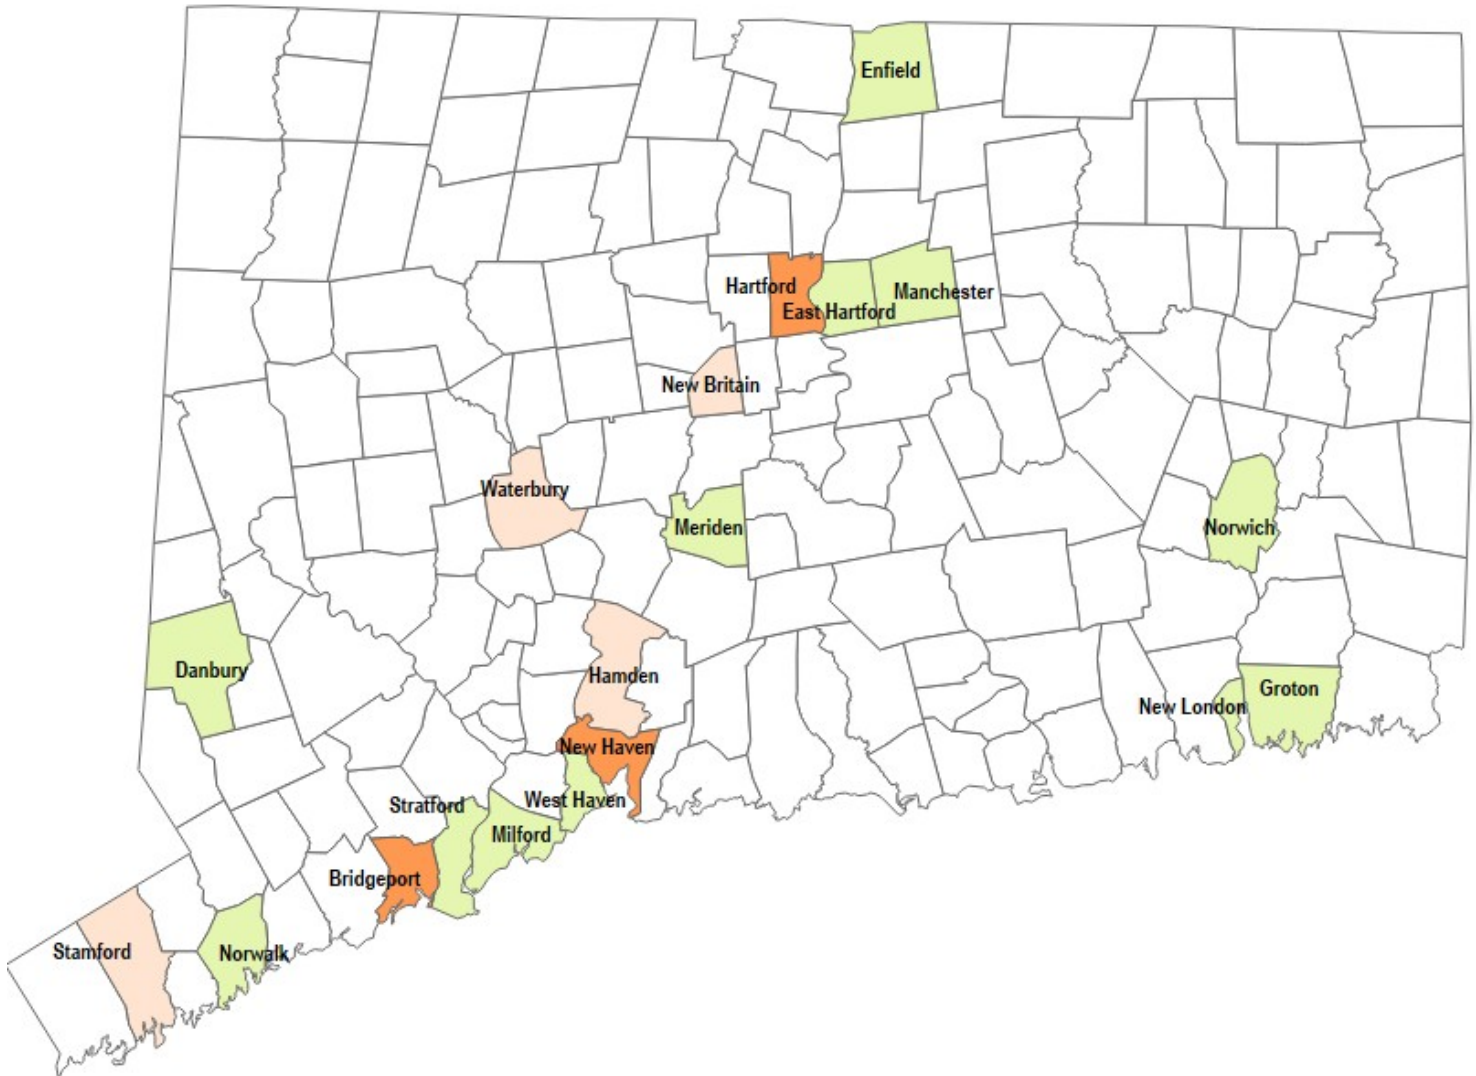 Enfield
Hartford
Manchester
East Hartford
New Britain
Waterbury
Meriden
Norwich
Danbury
Hamden
Groton
New London
New Haven
West Haven
Stratford
Milford
Bridgeport
Stamford
Norwalk